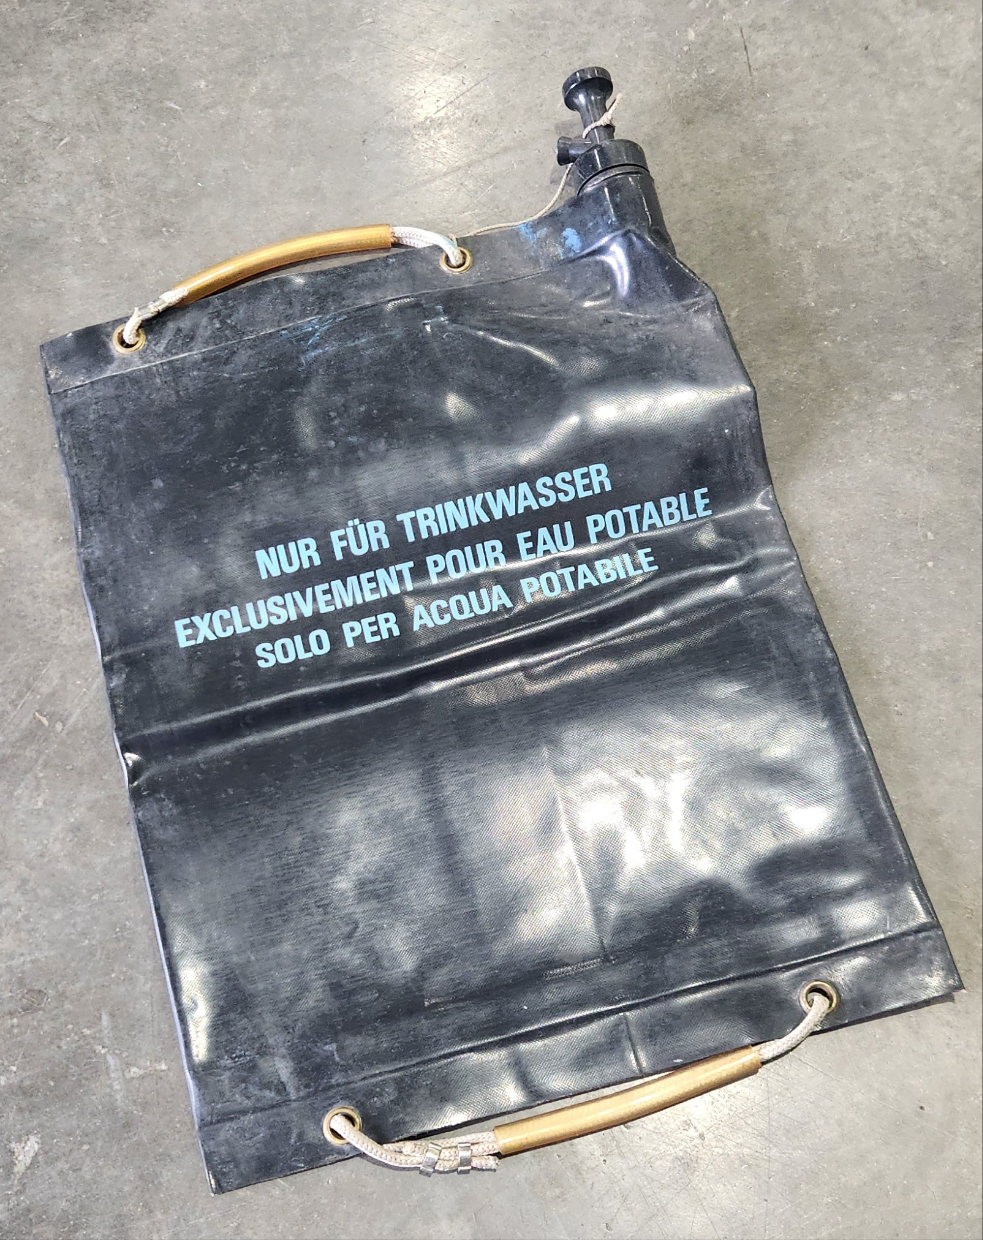 NUR FÜR TRINKWASSER
EXCLUSIVEMENT POUR EAU POTABLE
SOLO PER ACQUA POTABILE